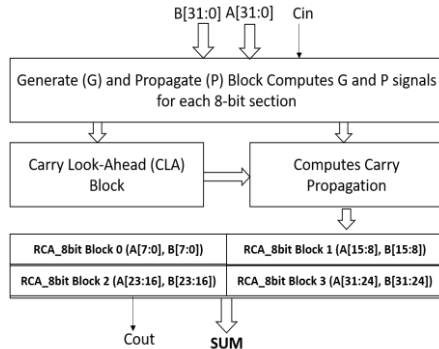 B[31:0] A[31:0] Cin
Generate (G) and Propagate (P) Block Computes G and P signals
for each 8-bit section
Carry Look-Ahead (CLA)
Block
Computes Carry
Propagation
RCA_8bit Block 0 (A[7:0], B[7:0])
RCA_8bit Block 1 (A[15:8], B[15:8])
RCA_8bit Block 2 (A[23:16], B[23:16])
RCA_8bit Block 3 (A[31:24], B[31:24])
Cout
SUM